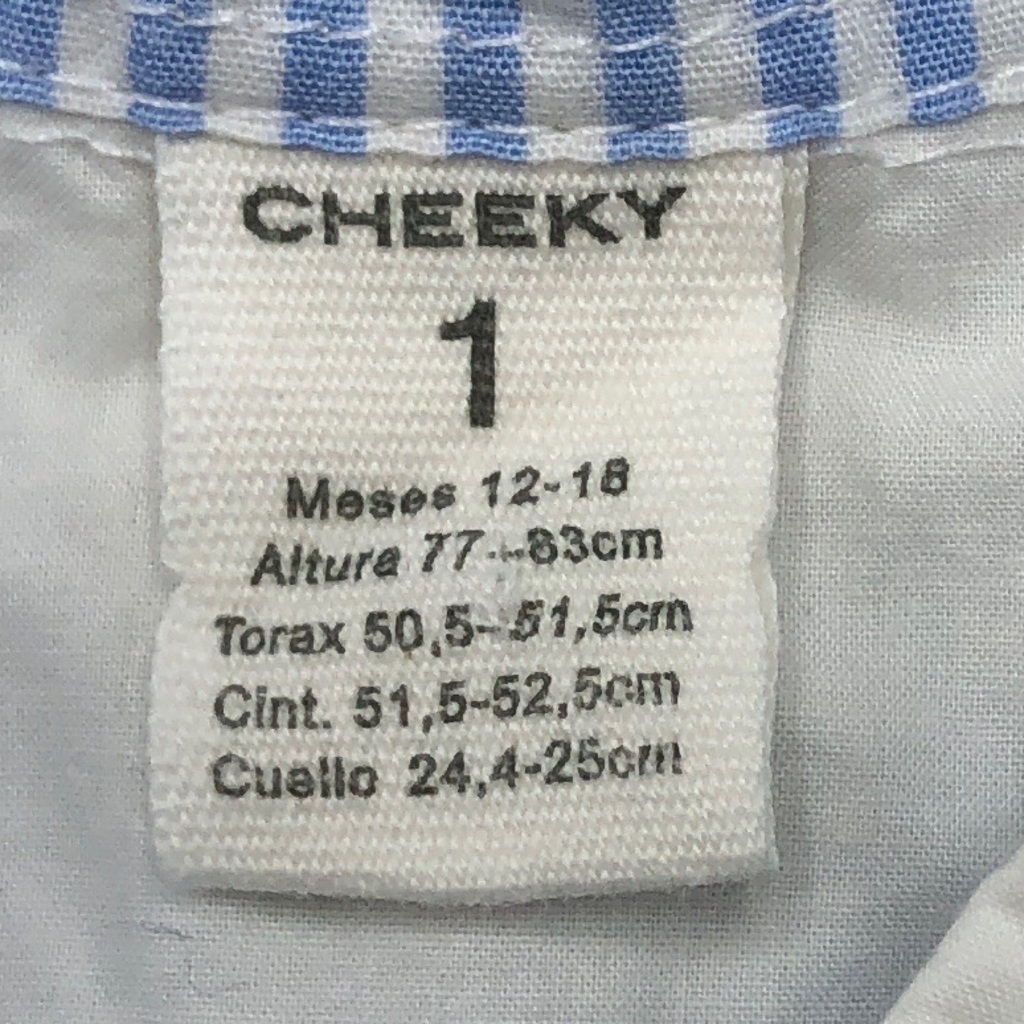 CHEEKY
1
Meses 12-18
Altura 77-83cm
Torax 50,5-51,5cm
Cint. 51,5-52,5cm
Cuello 24,4-25cm